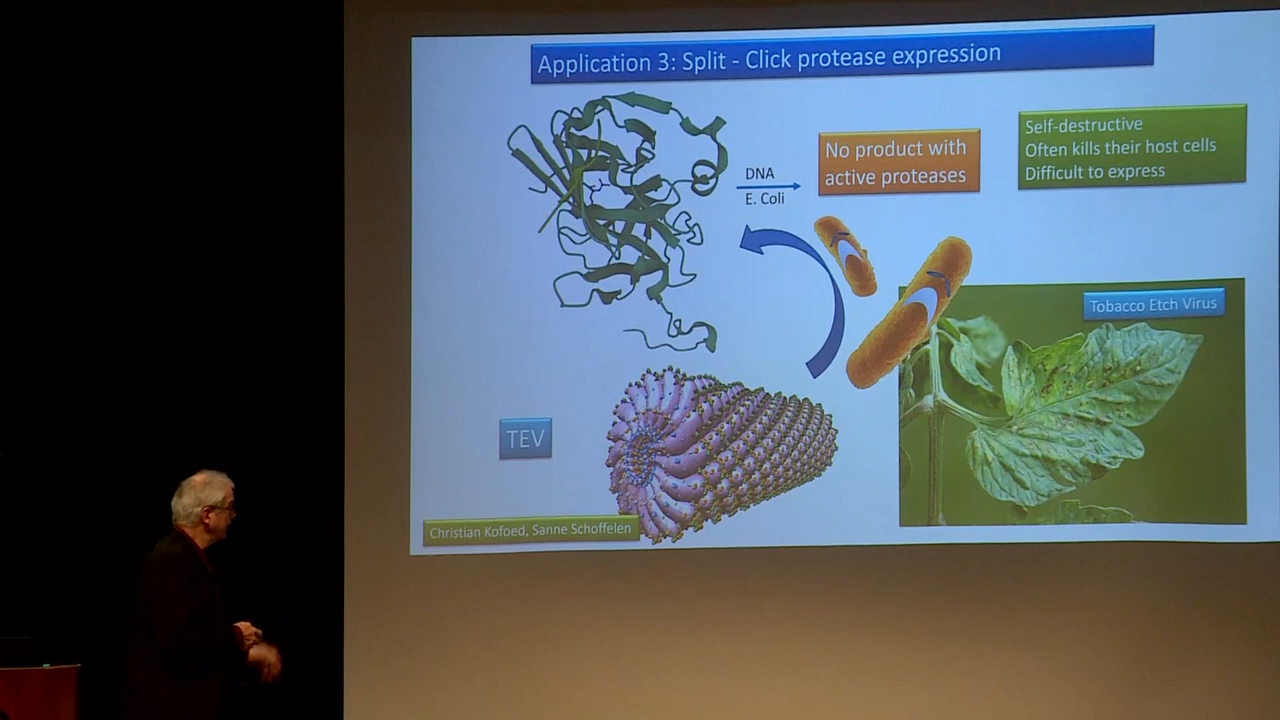 Application 3: Split - Click protease expression
DNA
E. Coli
No product with
active proteases
Self-destructive
Often kills their host cells
Difficult to express
Tobacco Etch Virus
TEV
Christian Kofoed, Sanne Schoffelen